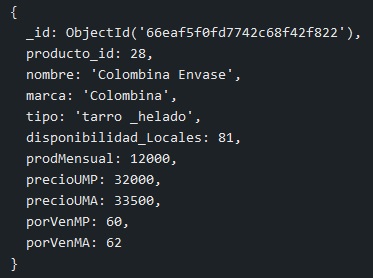 {
_id: ObjectId('66eaf5f0fd7742c68f42f822'),
producto_id: 28,
nombre: 'Colombina Envase',
marca: 'Colombina',
tipo: 'tarro _helado',
disponibilidad_Locales: 81,
prodMensual: 12000,
precioUMP: 32000,
precioUMA: 33500,
porVenMP: 60,
porVenMA: 62
}